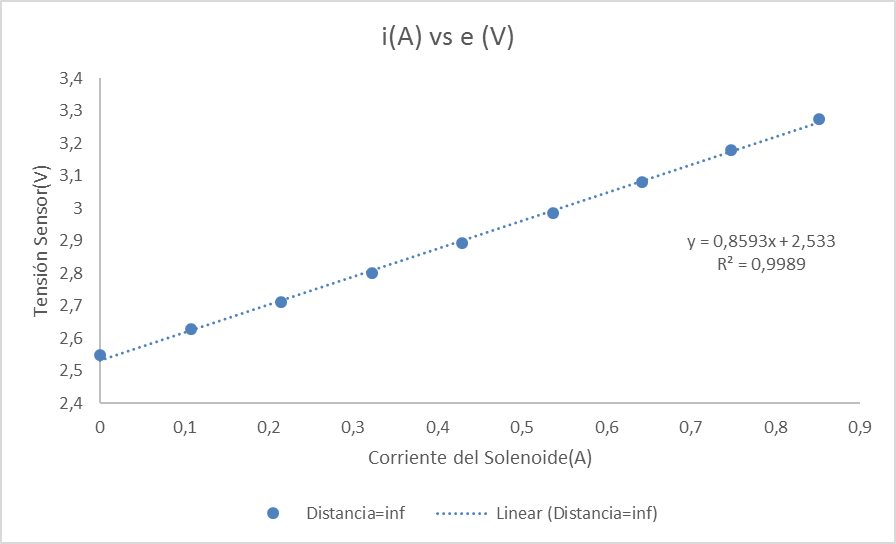 i(A) vs e (V)
Tensión Sensor(V)
3,4
3,3
3,2
3,1
3
2,9
2,8
2,7
2,6
2,5
2,4
y = 0,8593x + 2,533
R² = 0,9989
0 0,1 0,2 0,3 0,4 0,5 0,6 0,7 0,8 0,9
Corriente del Solenoide(A)
Distancia=inf Linear (Distancia=inf)